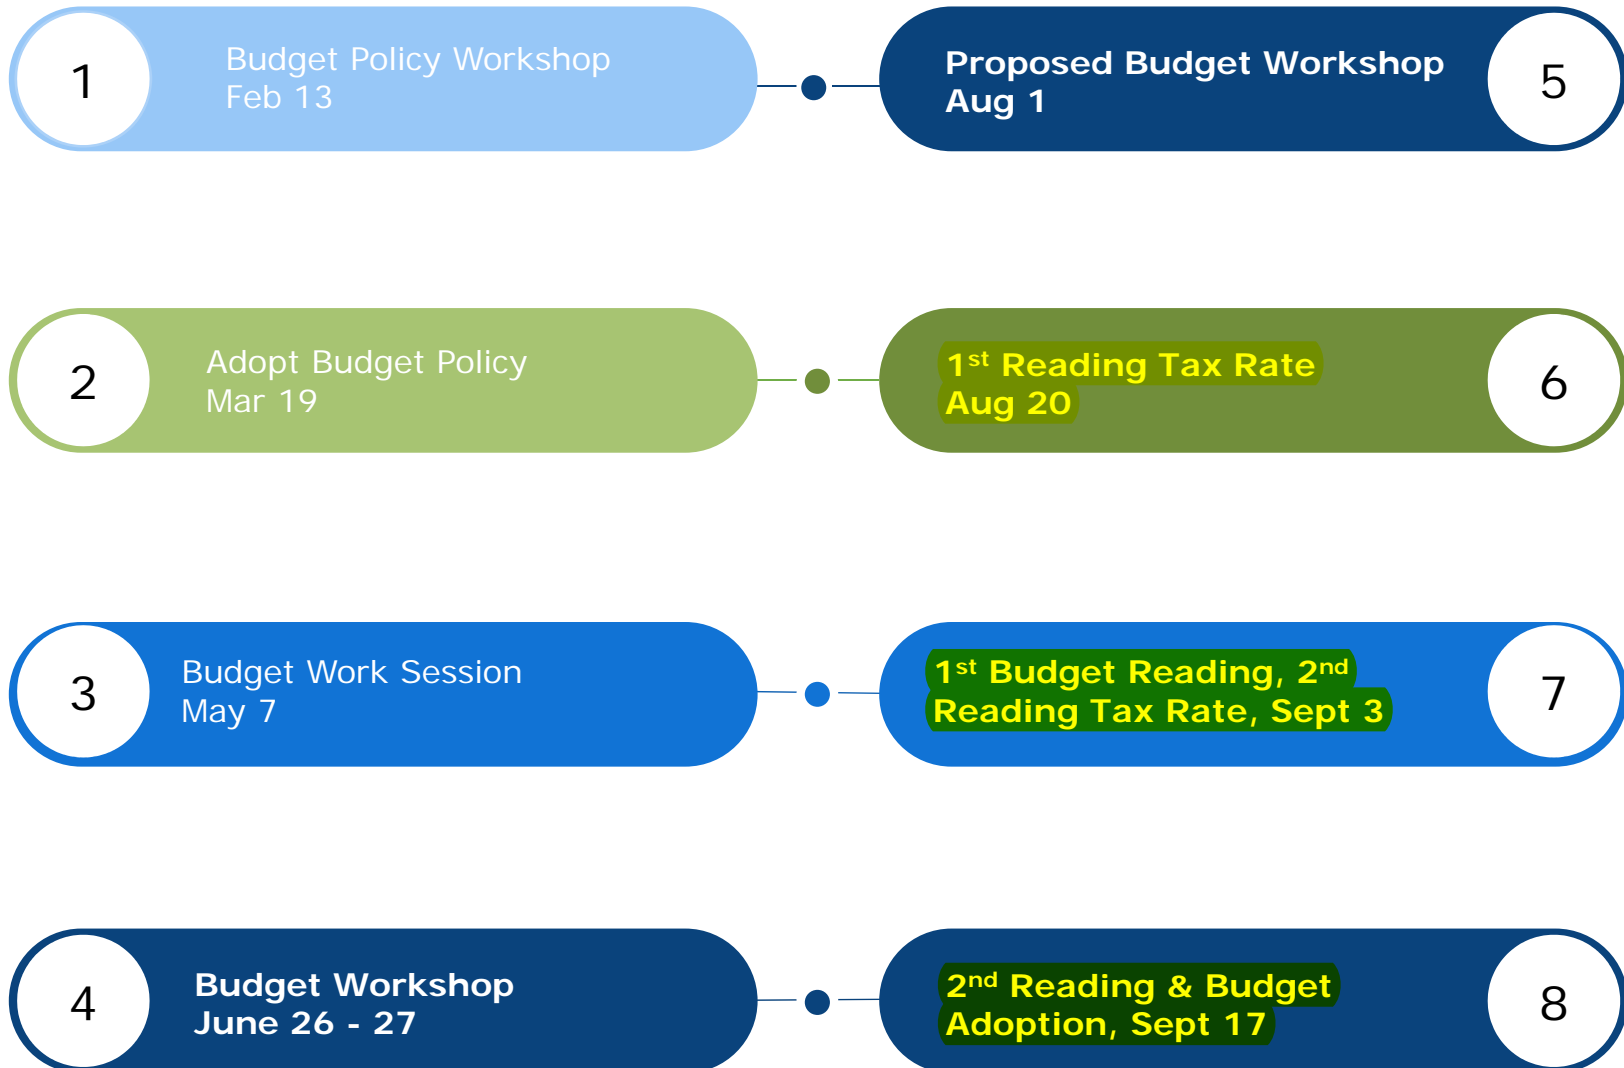 1
Budget Policy Workshop
Feb 13
2
Adopt Budget Policy
Mar 19
3
Budget Work Session
May 7
4
Budget Workshop
June 26 - 27
Proposed Budget Workshop
Aug 1
5
1st Reading Tax Rate
Aug 20
6
1st Budget Reading, 2nd
Reading Tax Rate, Sept 3
7
2nd Reading & Budget
Adoption, Sept 17
8